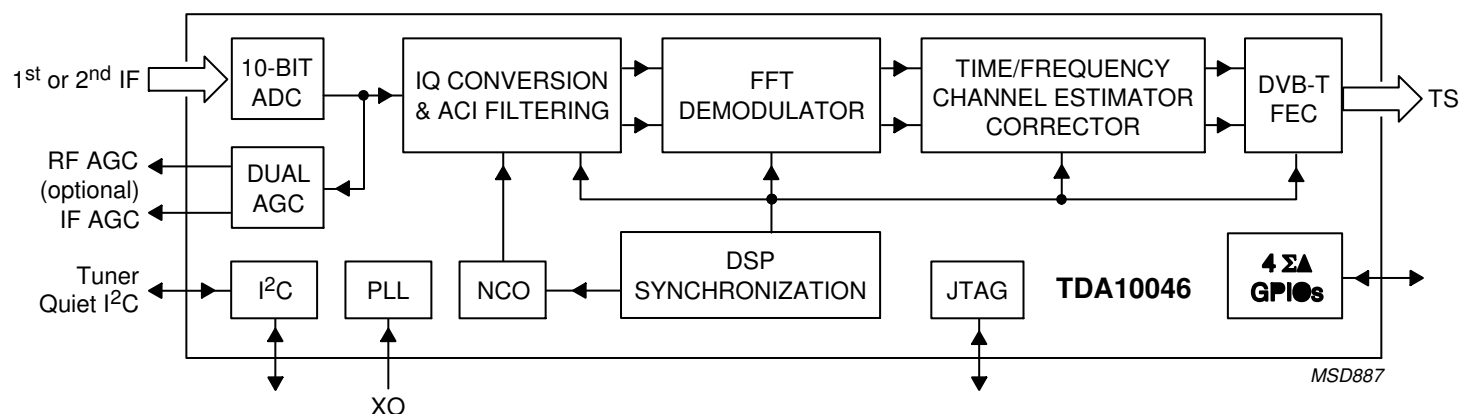 1st or 2nd IF
10-BIT
ADC
IQ CONVERSION
& ACI FILTERING
FFT
DEMODULATOR
TIME/FREQUENCY
CHANNEL ESTIMATOR
CORRECTOR
DVB-T
FEC
TS
RF AGC
(optional)
IF AGC
DUAL
AGC
Tuner
Quiet I2C
I2C
PLL
NCO
DSP
SYNCHRONIZATION
JTAG
TDA10046
4 ΣΔ
GPIOs
MSD887
XO